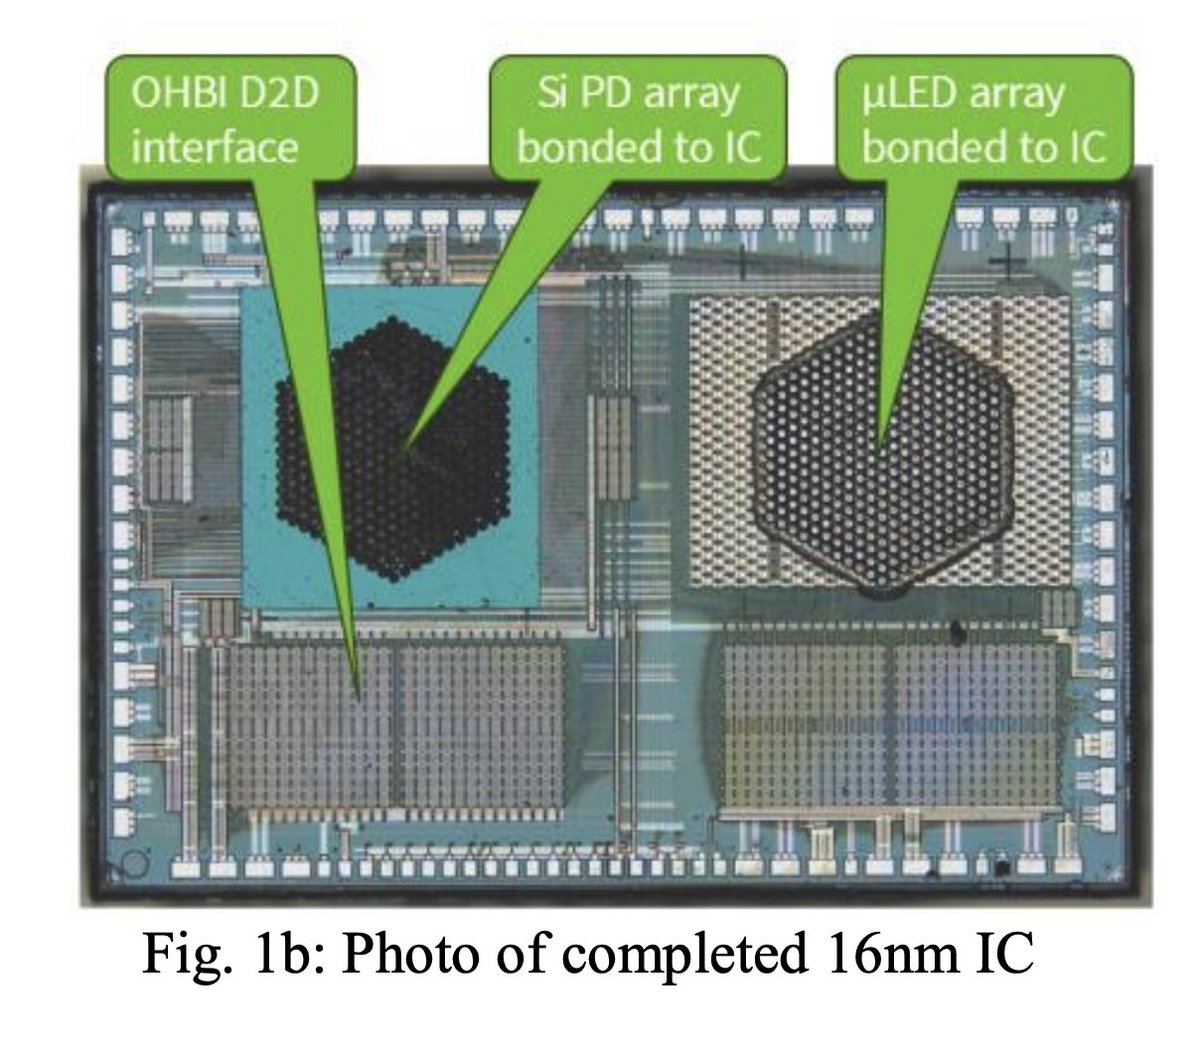 OHBI D2D
interface
Si PD array
bonded to IC
μLED array
bonded to IC
Fig. 1b: Photo of completed 16nm IC